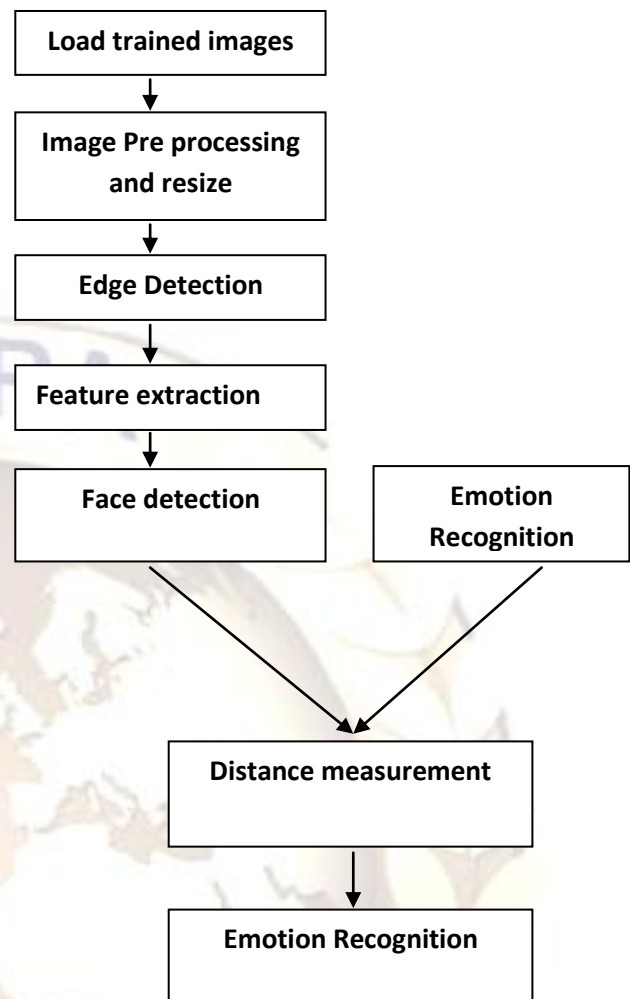 Load trained images
Image Pre processing
and resize
Edge Detection
Feature extraction
Face detection
Emotion
Recognition
Distance measurement
Emotion Recognition